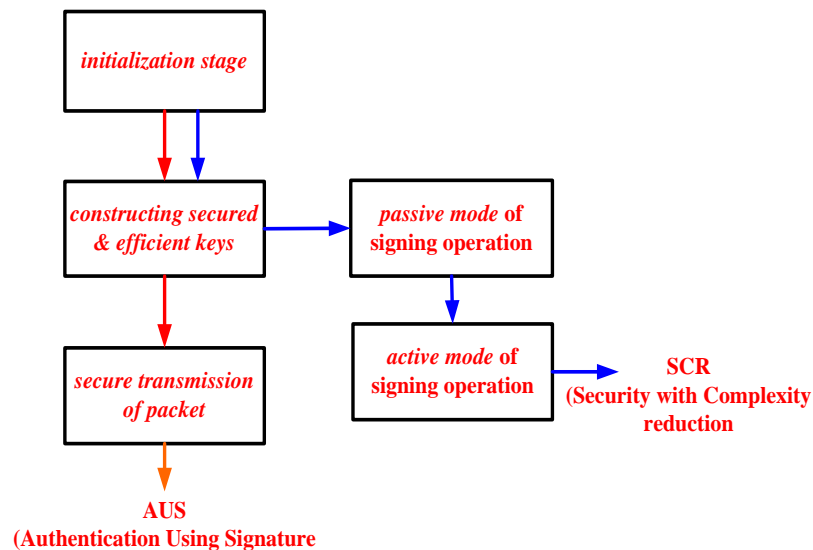 initialization stage
constructing secured
& efficient keys
passive mode of
signing operation
secure transmission
of packet
active mode of
signing operation
SCR
(Security with Complexity
reduction
AUS
(Authentication Using Signature